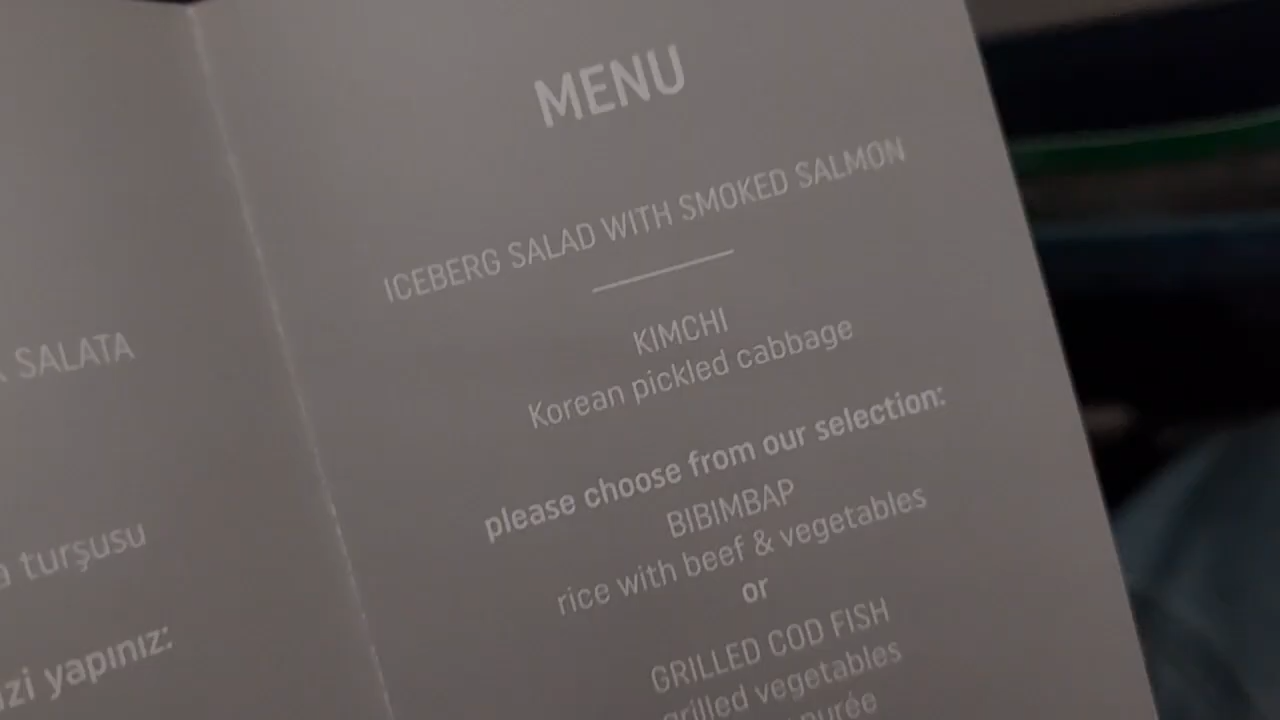 SALATA
turşusu
yapınız:
MENU
ICEBERG SALAD WITH SMOKED SALMON
KIMCHI
Korean pickled cabbage
please choose from our selection:
BIBIMBAP
rice with beef & vegetables
or
GRILLED COD FISH
grilled vegetables
purée